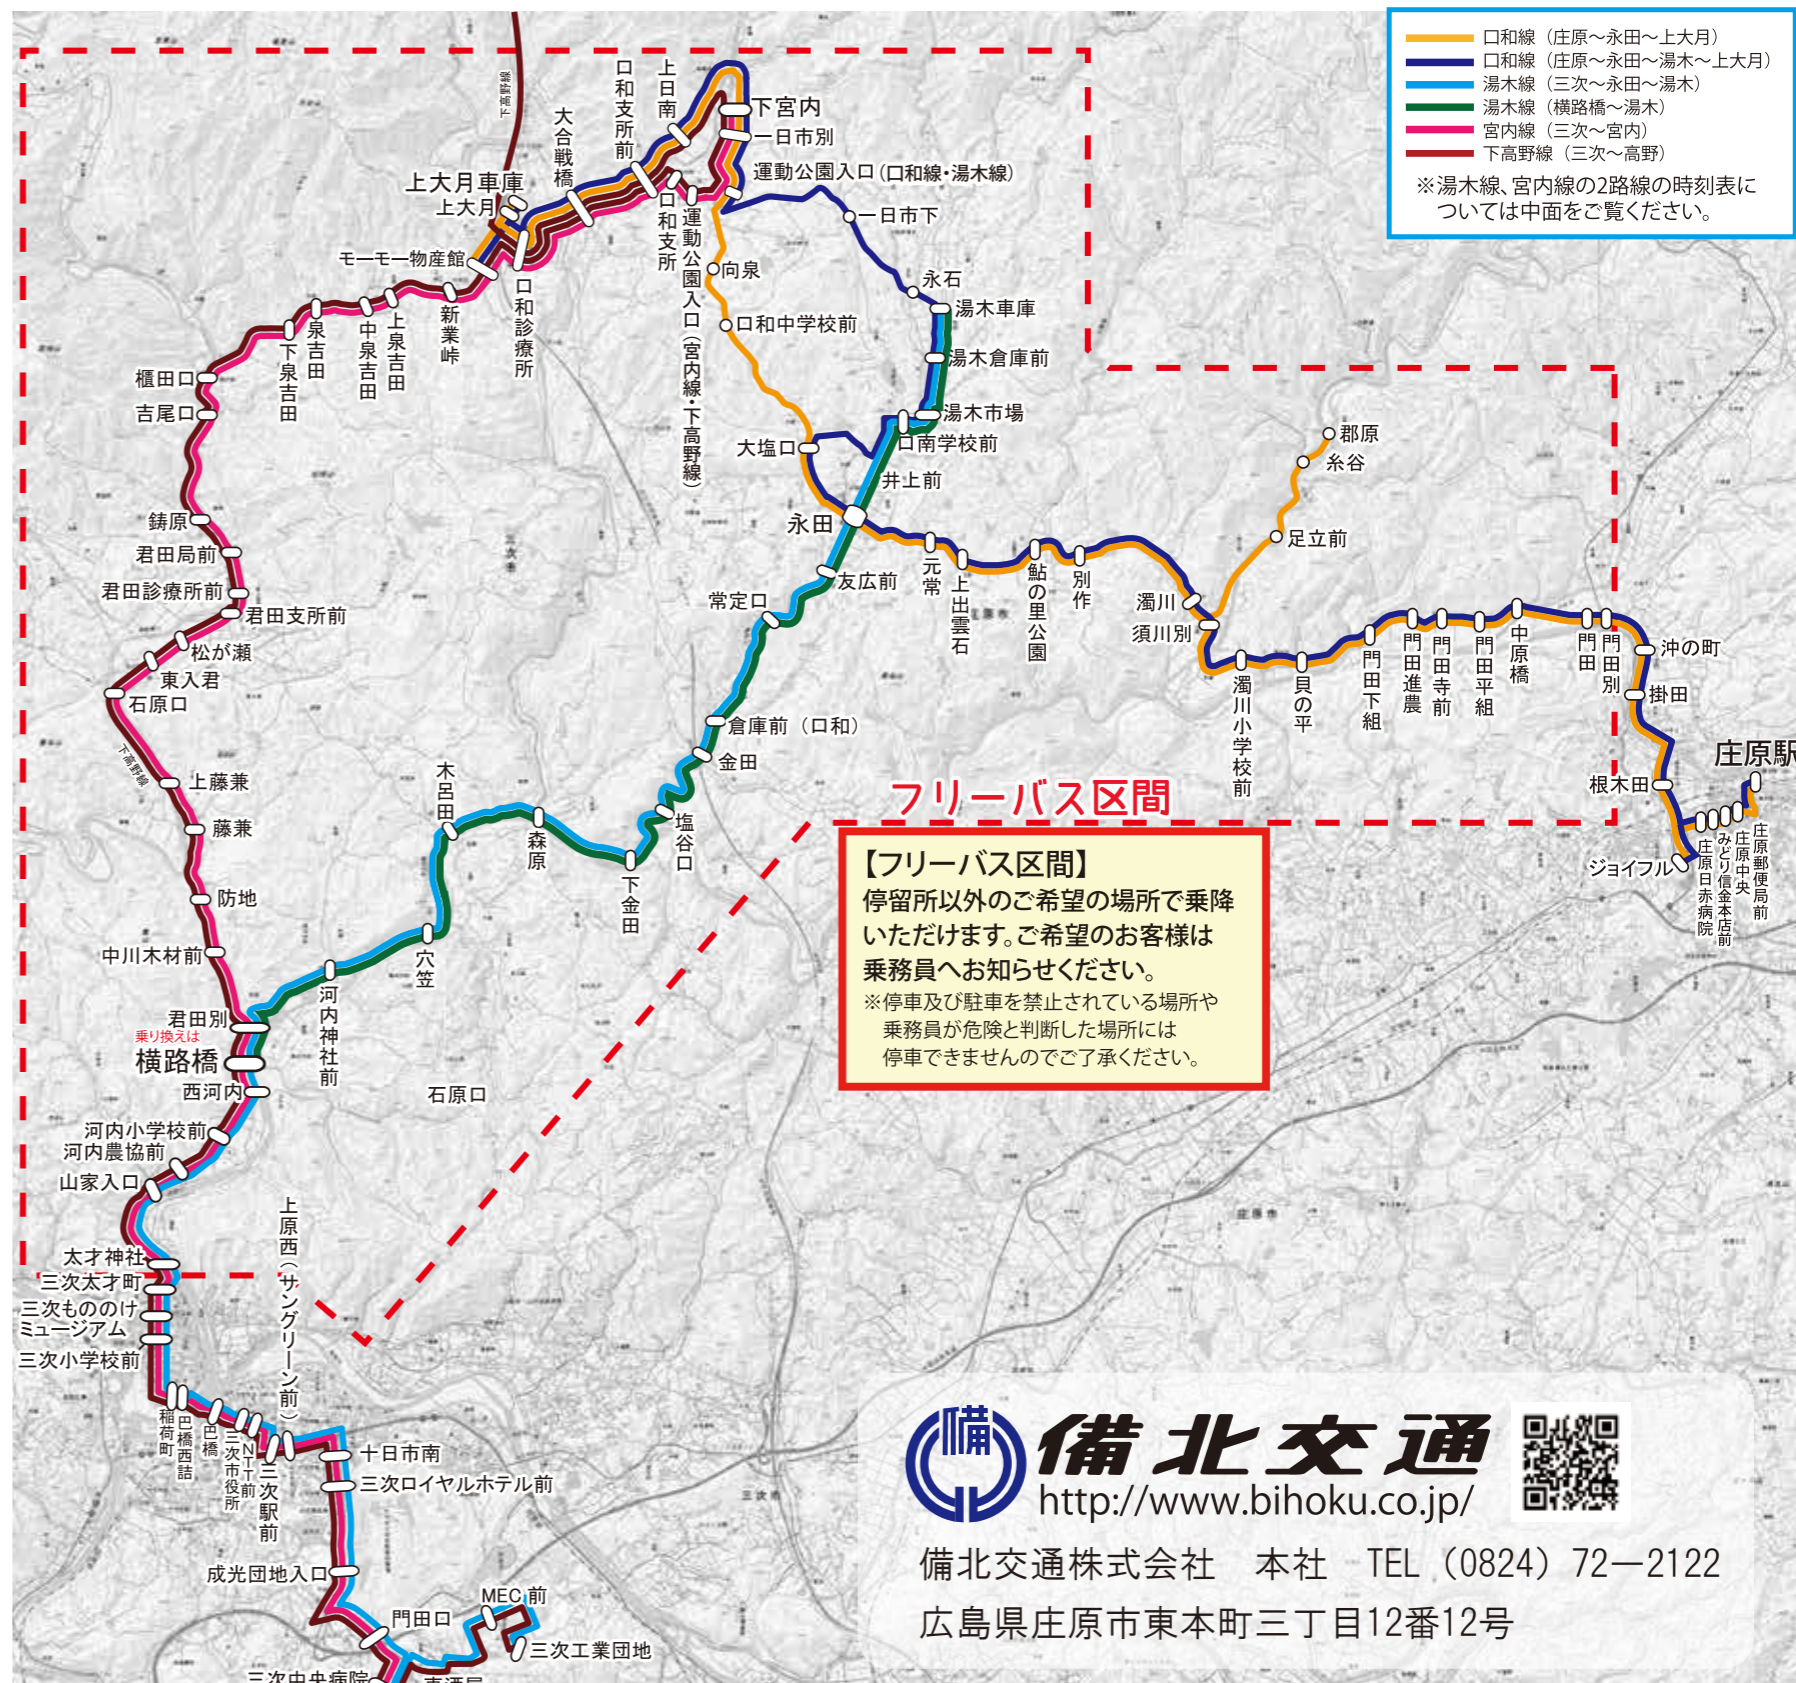 口和線（庄原～永田～上大月）
口和線（庄原～永田～湯木～上大月）
湯木線（三次～永田～湯木）
湯木線（横路橋～湯木）
宮内線（三次～宮内）
下高野線（三次～高野）
※湯木線、宮内線の2路線の時刻表に
ついては中面をご覧ください。
下高野線
口和支所前
上日南
大合戦橋
下宮内
一日市別
運動公園入口(口和線・湯木線)
上大月車庫
上大月
口和支所
運動公園入口(宮内線・下高野線)
一日市下
モーモー物産館
口和診療所
向泉
永石
湯木車庫
口和中学校前
湯木倉庫前
新業峠
上泉吉田
中泉吉田
泉吉田
下泉吉田
櫃田口
吉尾口
湯木市場
口南学校前
大塩口
井上前
郡原
糸谷
足立前
鋳原
君田局前
君田診療所前
君田支所前
松が瀬
東入君
石原口
下高野線
永田
友広前
常定口
元常
上出雲石
鮎の里公園
別作
濁川
須川別
濁川小学校前
貝の平
門田下組
門田進農
門田寺前
門田平組
中原橋
門田
門田別
沖の町
掛田
庄原駅
根木田
ジョイフル
庄原日赤病院
みどり信金本店前
庄原中央
庄原郵便局前
倉庫前（口和）
金田
塩谷口
下金田
森原
木呂田
穴笠
河内神社前
上藤兼
藤兼
防地
中川木材前
君田別
乗り換えは
横路橋
西河内
石原口
河内小学校前
河内農協前
山家入口
太才神社
三次太才町
三次もののけ
ミュージアム
三次小学校前
稲荷町
巴橋西詰
巴橋
三次市役所
NTT前
三次駅前
上原西(サングリーン前)
十日市南
三次ロイヤルホテル前
成光団地入口
門田口
MEC前
三次工業団地
三次中央病院
フリーバス区間
【フリーバス区間】
停留所以外のご希望の場所で乗降
いただけます。ご希望のお客様は
乗務員へお知らせください。
※停車及び駐車を禁止されている場所や
乗務員が危険と判断した場所には
停車できませんのでご了承ください。
三次市
庄原市
庄原市
三次市
備
備北交通
http://www.bihoku.co.jp/
備北交通株式会社　本社　TEL（0824）72－2122
広島県庄原市東本町三丁目12番12号